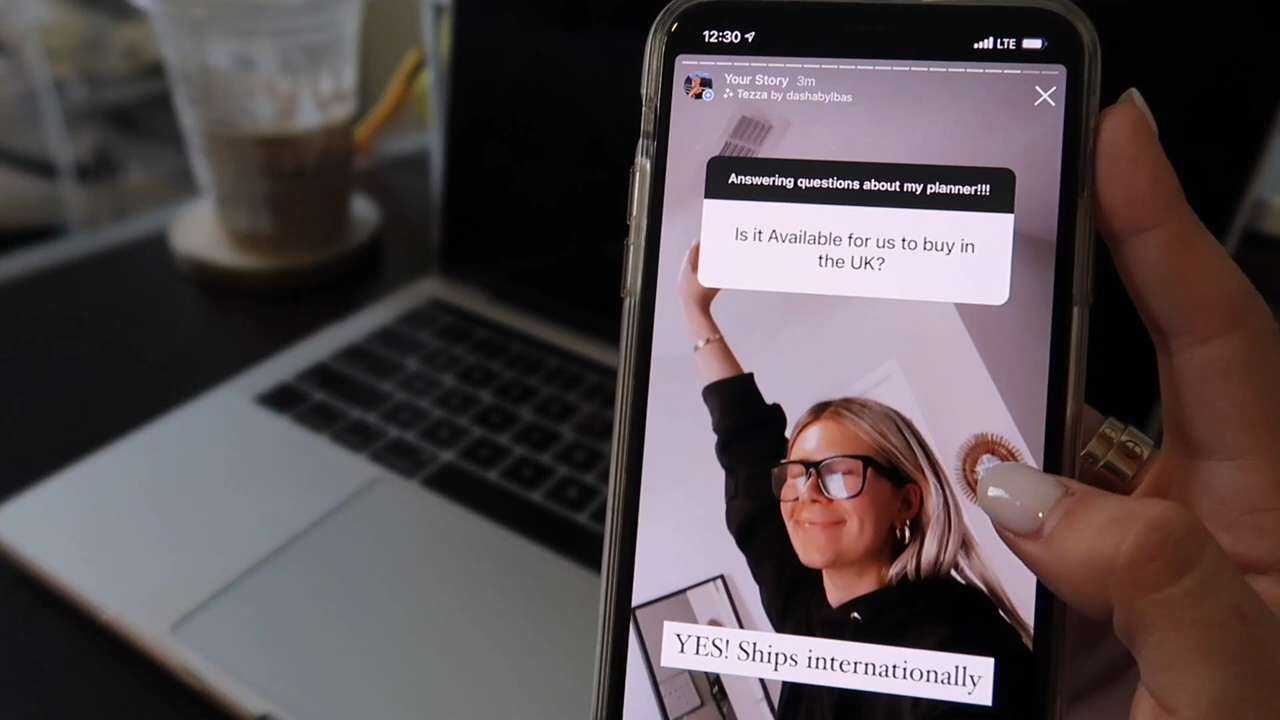 12:30
LTE
Your Story 3m
Tezza by dashabylbas
Answering questions about my planner!!!
Is it Available for us to buy in
the UK?
YES! Ships internationally